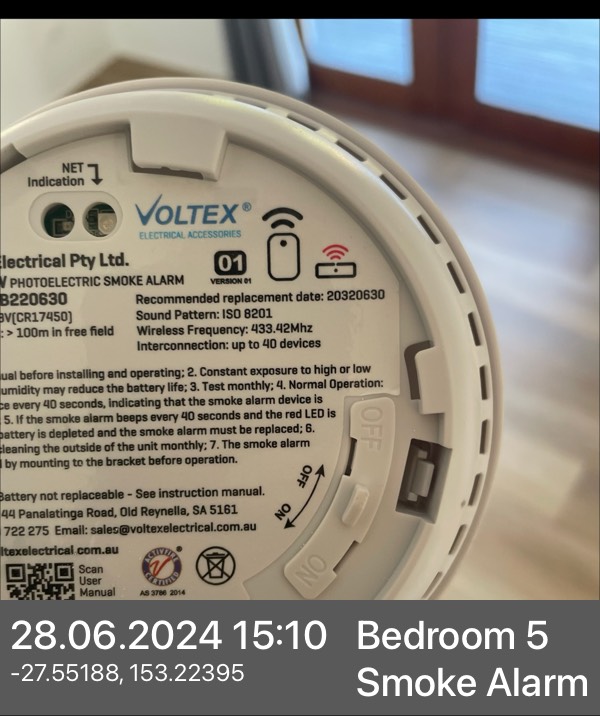 NET
Indication
VOLTEX®
ELECTRICAL ACCESSORIES
Electrical Pty Ltd.
V PHOTOELECTRIC SMOKE ALARM
01
VERSION 01
B220630
Recommended replacement date: 20320630
3V(CR17450)
Sound Pattern: ISO 8201
: > 100m in free field
Wireless Frequency: 433.42Mhz
Interconnection: up to 40 devices
ual before installing and operating; 2. Constant exposure to high or low
umidity may reduce the battery life; 3. Test monthly; 4. Normal Operation:
ce every 40 seconds, indicating that the smoke alarm device is
5. If the smoke alarm beeps every 40 seconds and the red LED is
battery is depleted and the smoke alarm must be replaced; 6.
cleaning the outside of the unit monthly; 7. The smoke alarm
d by mounting to the bracket before operation.
Battery not replaceable - See instruction manual.
44 Panalatinga Road, Old Reynella, SA 5161
722 275 Email: sales@voltexelectrical.com.au
ltexelectrical.com.au
Scan
User
Manual
ACTIVFIRE
CERTIFIED
AS 3786 2014
OFF
ON
OFF
ON
28.06.2024 15:10
-27.55188, 153.22395
Bedroom 5
Smoke Alarm